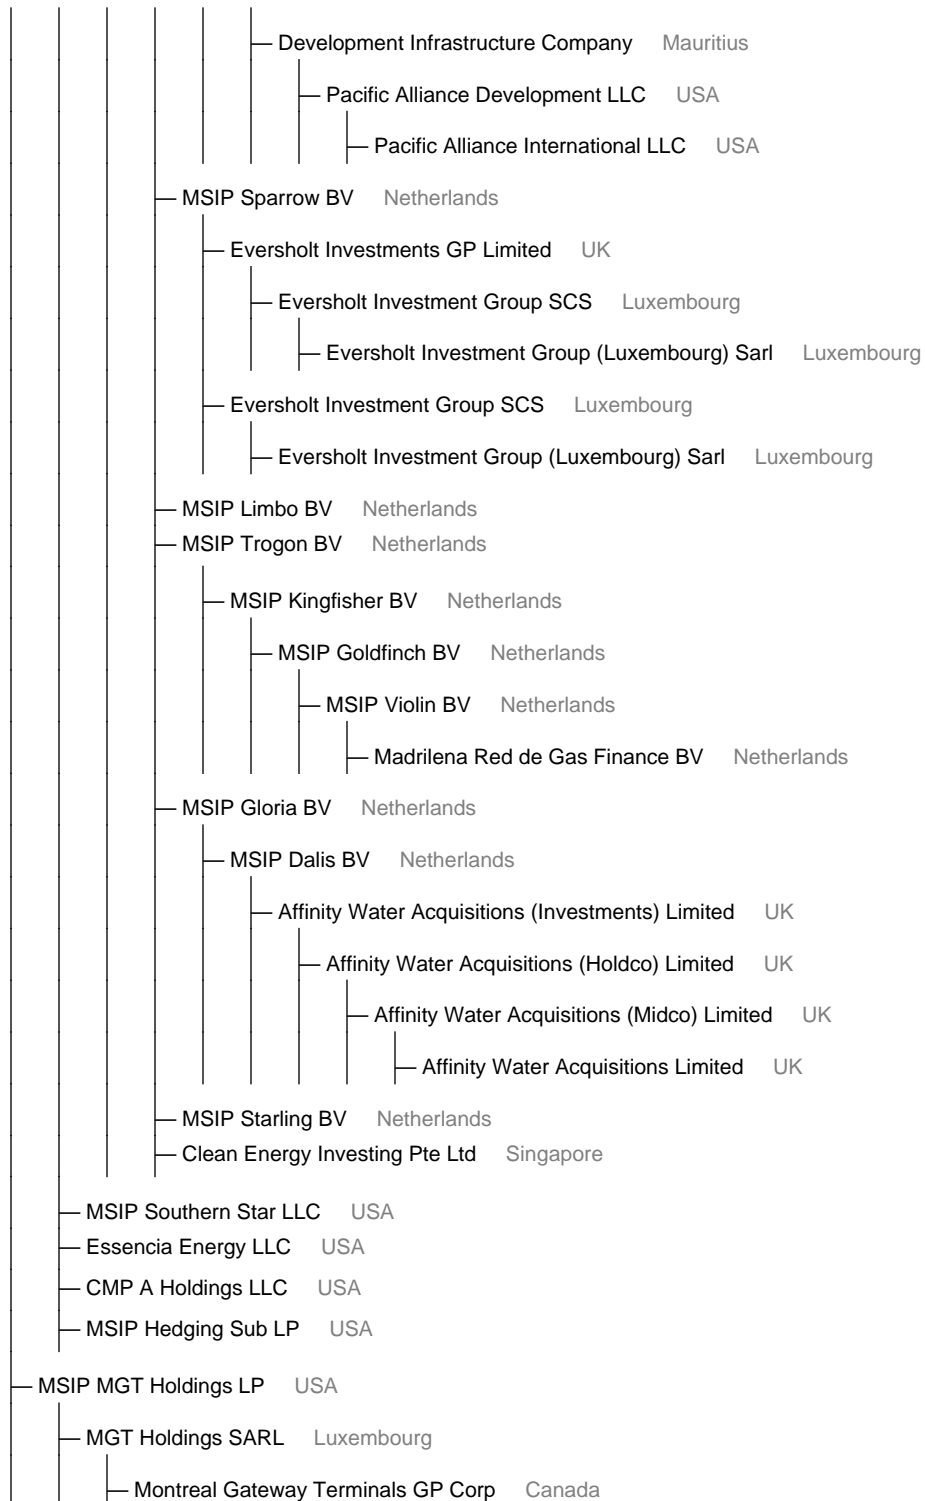 Development Infrastructure Company Mauritius
Pacific Alliance Development LLC USA
Pacific Alliance International LLC USA
MSIP Sparrow BV Netherlands
Eversholt Investments GP Limited UK
Eversholt Investment Group SCS Luxembourg
Eversholt Investment Group (Luxembourg) Sarl Luxembourg
Eversholt Investment Group SCS Luxembourg
Eversholt Investment Group (Luxembourg) Sarl Luxembourg
MSIP Limbo BV Netherlands
MSIP Trogon BV Netherlands
MSIP Kingfisher BV Netherlands
MSIP Goldfinch BV Netherlands
MSIP Violin BV Netherlands
Madrilena Red de Gas Finance BV Netherlands
MSIP Gloria BV Netherlands
MSIP Dalis BV Netherlands
Affinity Water Acquisitions (Investments) Limited UK
Affinity Water Acquisitions (Holdco) Limited UK
Affinity Water Acquisitions (Midco) Limited UK
Affinity Water Acquisitions Limited UK
MSIP Starling BV Netherlands
Clean Energy Investing Pte Ltd Singapore
MSIP Southern Star LLC USA
Essencia Energy LLC USA
CMP A Holdings LLC USA
MSIP Hedging Sub LP USA
MSIP MGT Holdings LP USA
MGT Holdings SARL Luxembourg
Montreal Gateway Terminals GP Corp Canada